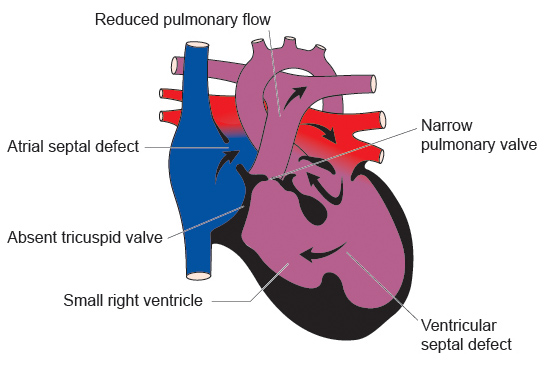 Reduced pulmonary flow
Narrow
pulmonary valve
Atrial septal defect
Absent tricuspid valve
Small right ventricle
Ventricular
septal defect